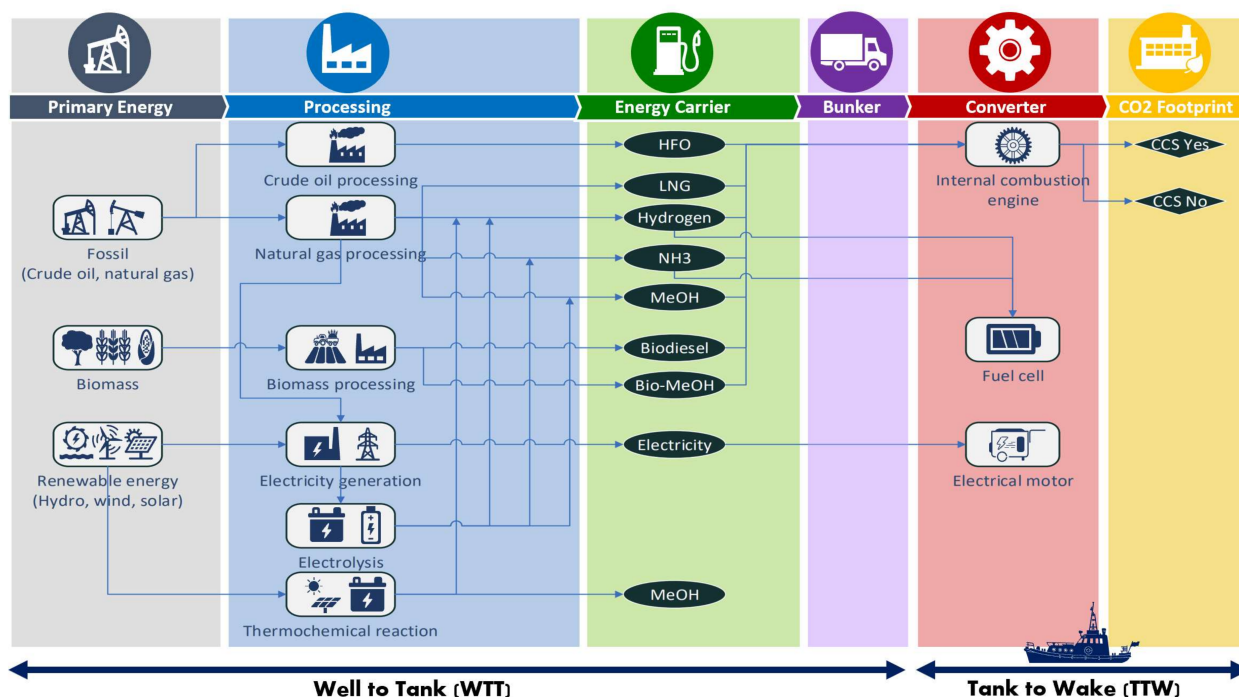 Primary Energy
Processing
Energy Carrier
Bunker
Converter
CO2 Footprint
Crude oil processing
HFO
Internal combustion
engine
CCS Yes
CCS No
Fossil
(Crude oil, natural gas)
Natural gas processing
LNG
Hydrogen
NH3
MeOH
Biomass
Biomass processing
Biodiesel
Bio-MeOH
Fuel cell
Renewable energy
(Hydro, wind, solar)
Electricity generation
Electricity
Electrical motor
Electrolysis
Thermochemical reaction
MeOH
Well to Tank (WTT)
Tank to Wake (TTW)